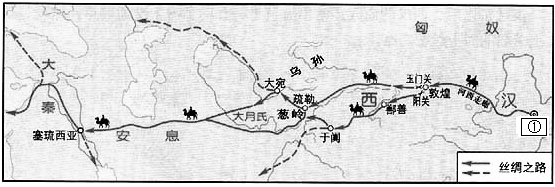 匈 奴
乌 孙
大宛
玉门关
大
疏勒
敦煌
河西走廊
汉
秦
大月氏
葱岭
西
鄯善
阳关
①
塞琉西亚
安 息
于阗
丝绸之路